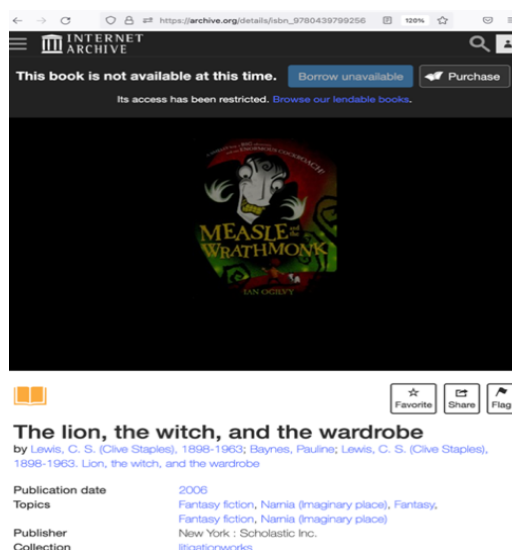 https://archive.org/details/isbn_9780439799256
120%
INTERNET
ARCHIVE
This book is not available at this time.
Borrow unavailable
Purchase
Its access has been restricted. Browse our lendable books.
MEASLE and the
WRATHMONK
IAN OGILVY
Favorite
Share
Flag
The lion, the witch, and the wardrobe
by Lewis, C. S. (Clive Staples), 1898-1963; Baynes, Pauline; Lewis, C. S. (Clive Staples),
1898-1963. Lion, the witch, and the wardrobe
Publication date 2006
Topics Fantasy fiction, Narnia (Imaginary place), Fantasy,
Fantasy fiction, Narnia (Imaginary place)
Publisher New York : Scholastic Inc.
Collection litigationworks